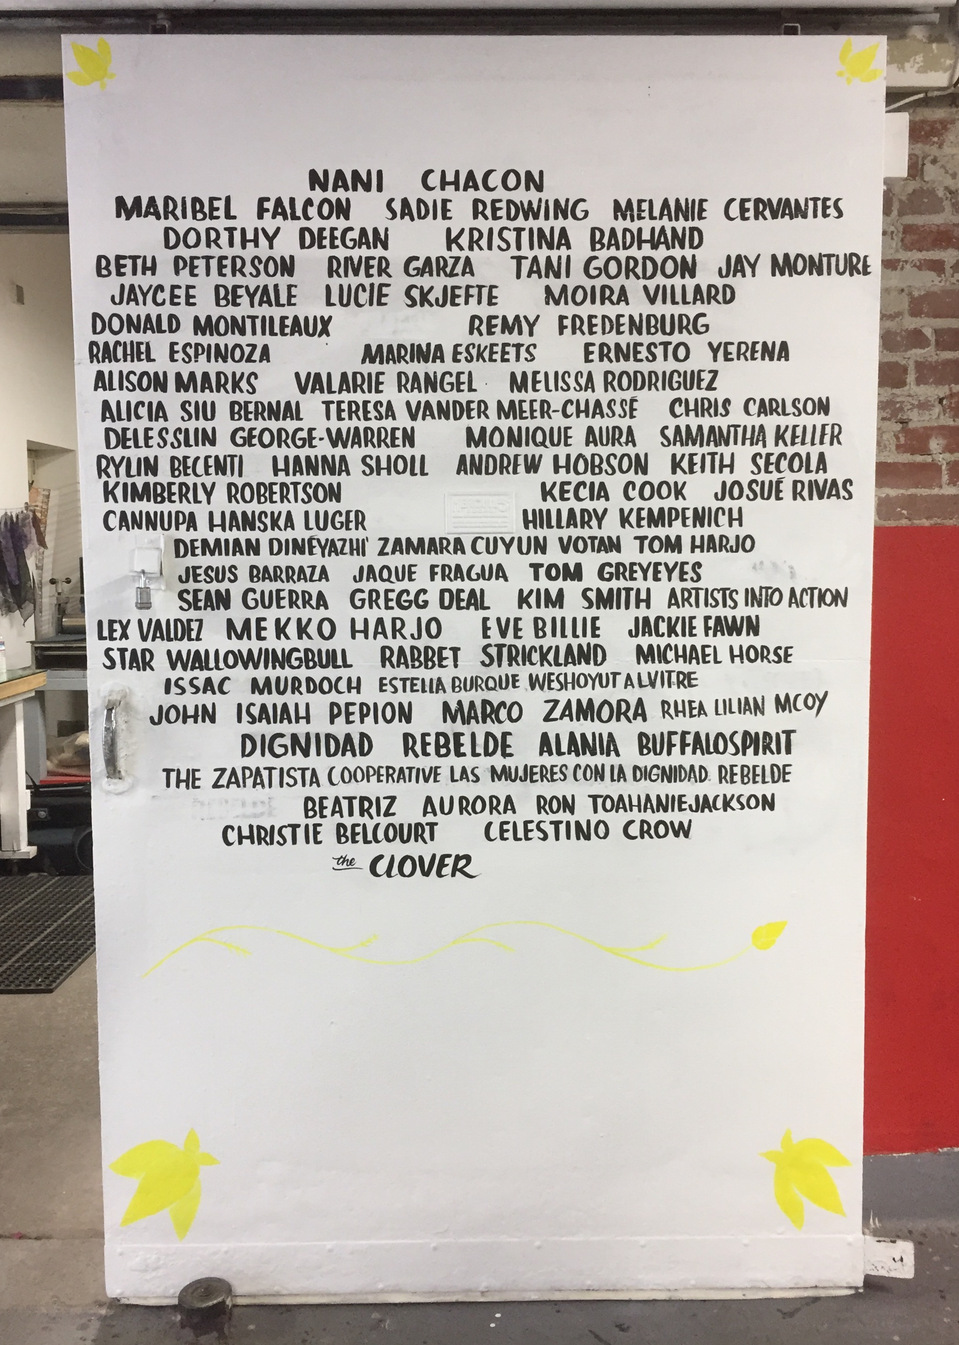 NANI CHACON
MARIBEL FALCON SADIE REDWING MELANIE CERVANTES
DORTHY DEEGAN KRISTINA BADHAND
BETH PETERSON RIVER GARZA TANI GORDON JAY MONTURE
JAYCEE BEYALE LUCIE SKJEFTE MOIRA VILLARD
DONALD MONTILEAUX REMY FREDENBURG
RACHEL ESPINOZA MARINA ESKEETS ERNESTO YERENA
ALISON MARKS VALARIE RANGEL MELISSA RODRIGUEZ
ALICIA SIU BERNAL TERESA VANDER MEER-CHASSÉ CHRIS CARLSON
DELESSLIN GEORGE-WARREN MONIQUE AURA SAMANTHA KELLER
RYLIN BECENTI HANNA SHOLL ANDREW HOBSON KEITH SECOLA
KIMBERLY ROBERTSON KECIA COOK JOSUÉ RIVAS
CANNUPA HANSKA LUGER HILLARY KEMPENICH
DEMIAN DINÉYAZHI' ZAMARA CUYUN VOTAN TOM HARJO
JESUS BARRAZA JAQUE FRAGUA TOM GREYEYES
SEAN GUERRA GREGG DEAL KIM SMITH ARTISTS INTO ACTION
LEX VALDEZ MEKKO HARJO EVE BILLIE JACKIE FAWN
STAR WALLOWINGBULL RABBET STRICKLAND MICHAEL HORSE
ISSAC MURDOCH ESTELLA BURQUE WESHOYUT ALVITRE
JOHN ISAIAH PEPION MARCO ZAMORA RHEA LILIAN MCOY
DIGNIDAD REBELDE ALANIA BUFFALOSPIRIT
THE ZAPATISTA COOPERATIVE LAS MUJERES CON LA DIGNIDAD REBELDE
BEATRIZ AURORA RON TOAHANIEJACKSON
CHRISTIE BELCOURT CELESTINO CROW
the CLOVER